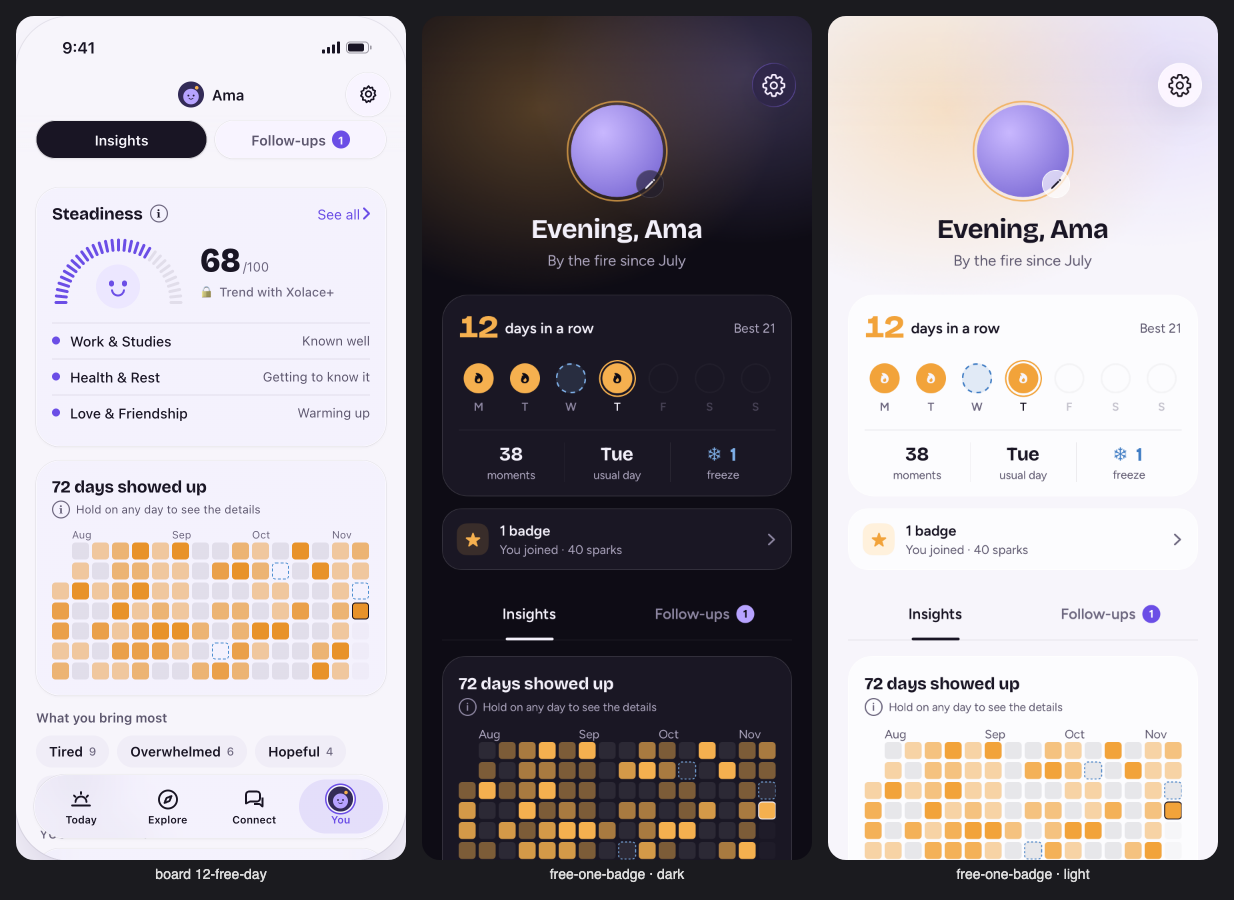 9:41
Ama
Insights
Follow-ups 1
Steadiness
See all
68/100
Trend with Xolace+
Work & Studies Known well
Health & Rest Getting to know it
Love & Friendship Warming up
72 days showed up
Hold on any day to see the details
Aug Sep Oct Nov
What you bring most
Tired 9 Overwhelmed 6 Hopeful 4
Today Explore Connect You
board 12-free-day
Evening, Ama
By the fire since July
12 days in a row Best 21
M T W T F S S
38 Tue 1
moments usual day freeze
1 badge
You joined · 40 sparks
Insights Follow-ups 1
72 days showed up
Hold on any day to see the details
Aug Sep Oct Nov
free-one-badge · dark
Evening, Ama
By the fire since July
12 days in a row Best 21
M T W T F S S
38 Tue 1
moments usual day freeze
1 badge
You joined · 40 sparks
Insights Follow-ups 1
72 days showed up
Hold on any day to see the details
Aug Sep Oct Nov
free-one-badge · light